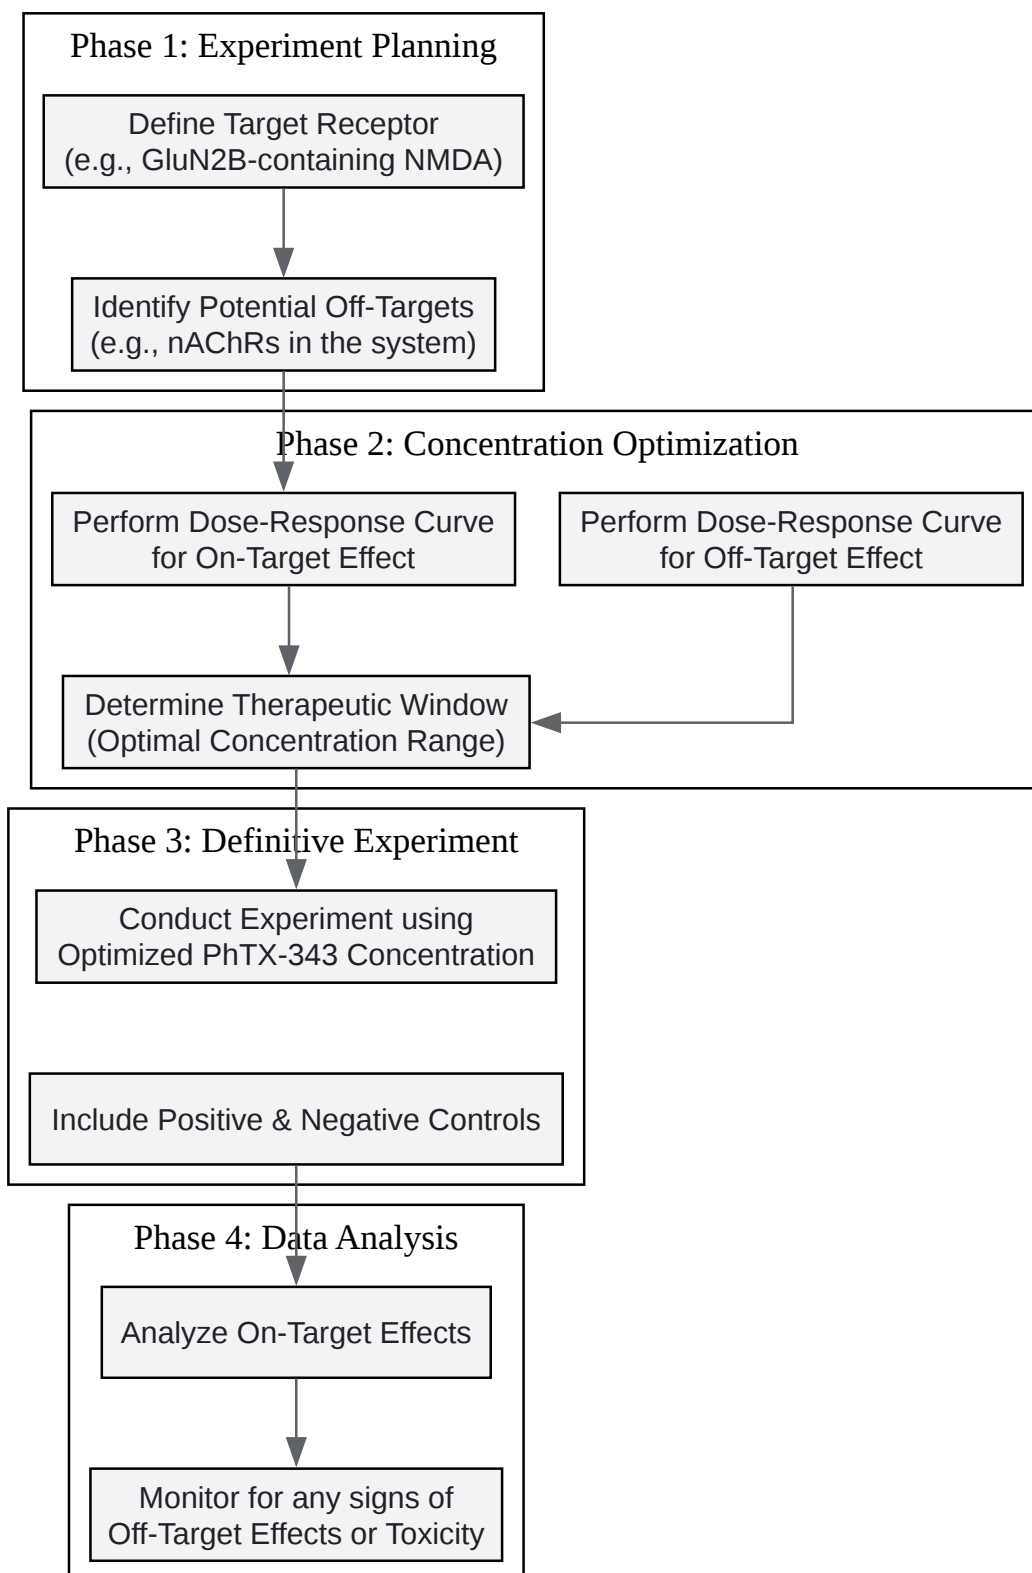 Phase 1: Experiment Planning
Define Target Receptor
(e.g., GluN2B-containing NMDA)
Identify Potential Off-Targets
(e.g., nAChRs in the system)
Phase 2: Concentration Optimization
Perform Dose-Response Curve
for On-Target Effect
Perform Dose-Response Curve
for Off-Target Effect
Determine Therapeutic Window
(Optimal Concentration Range)
Phase 3: Definitive Experiment
Conduct Experiment using
Optimized PhTX-343 Concentration
Include Positive & Negative Controls
Phase 4: Data Analysis
Analyze On-Target Effects
Monitor for any signs of
Off-Target Effects or Toxicity